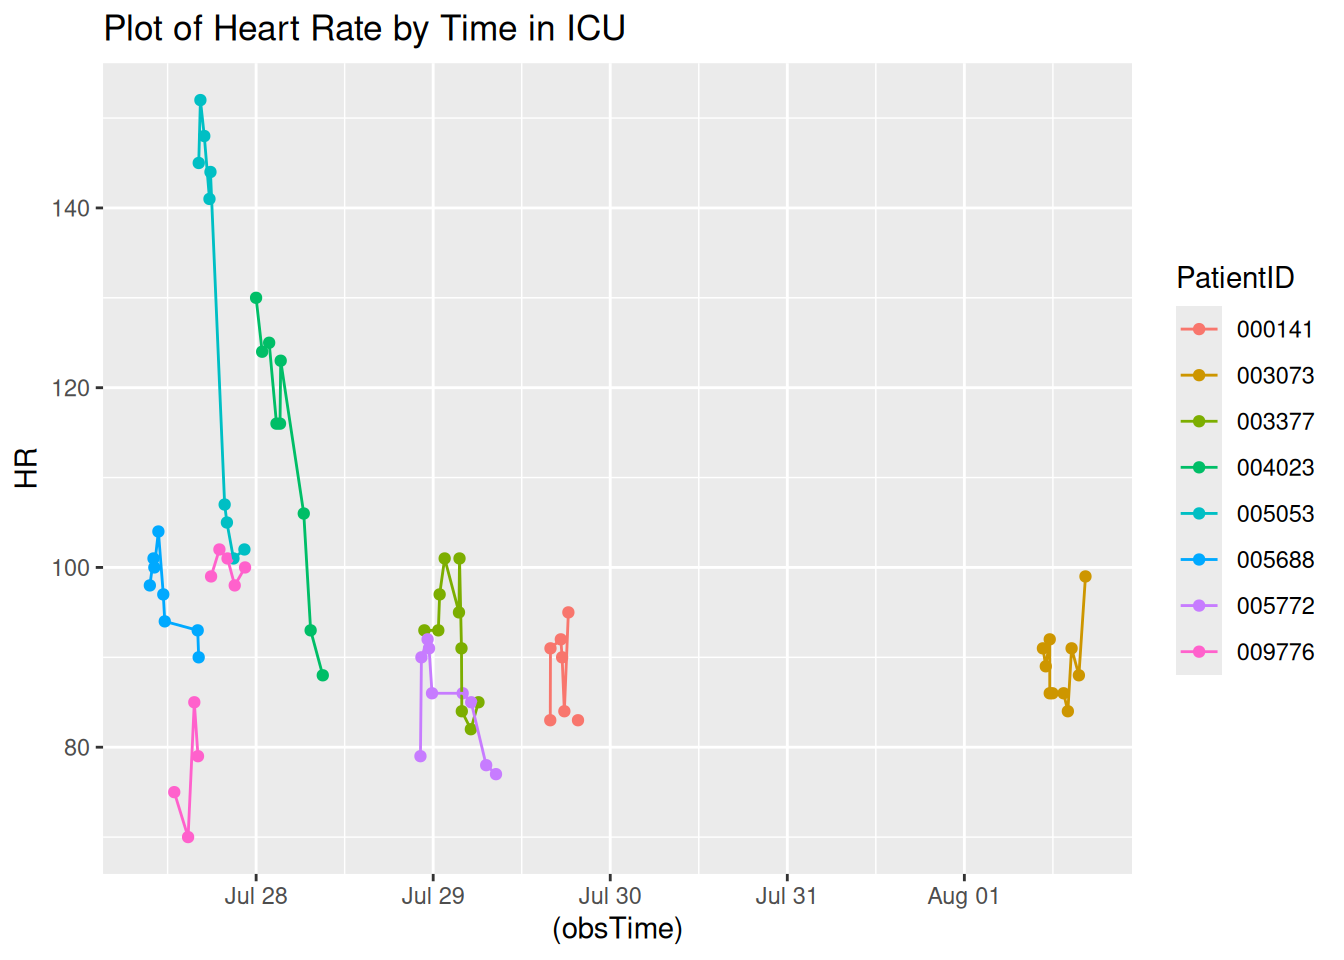 Plot of Heart Rate by Time in ICU
HR
140
120
100
80
Jul 28
Jul 29
Jul 30
Jul 31
Aug 01
(obsTime)
PatientID
000141
003073
003377
004023
005053
005688
005772
009776